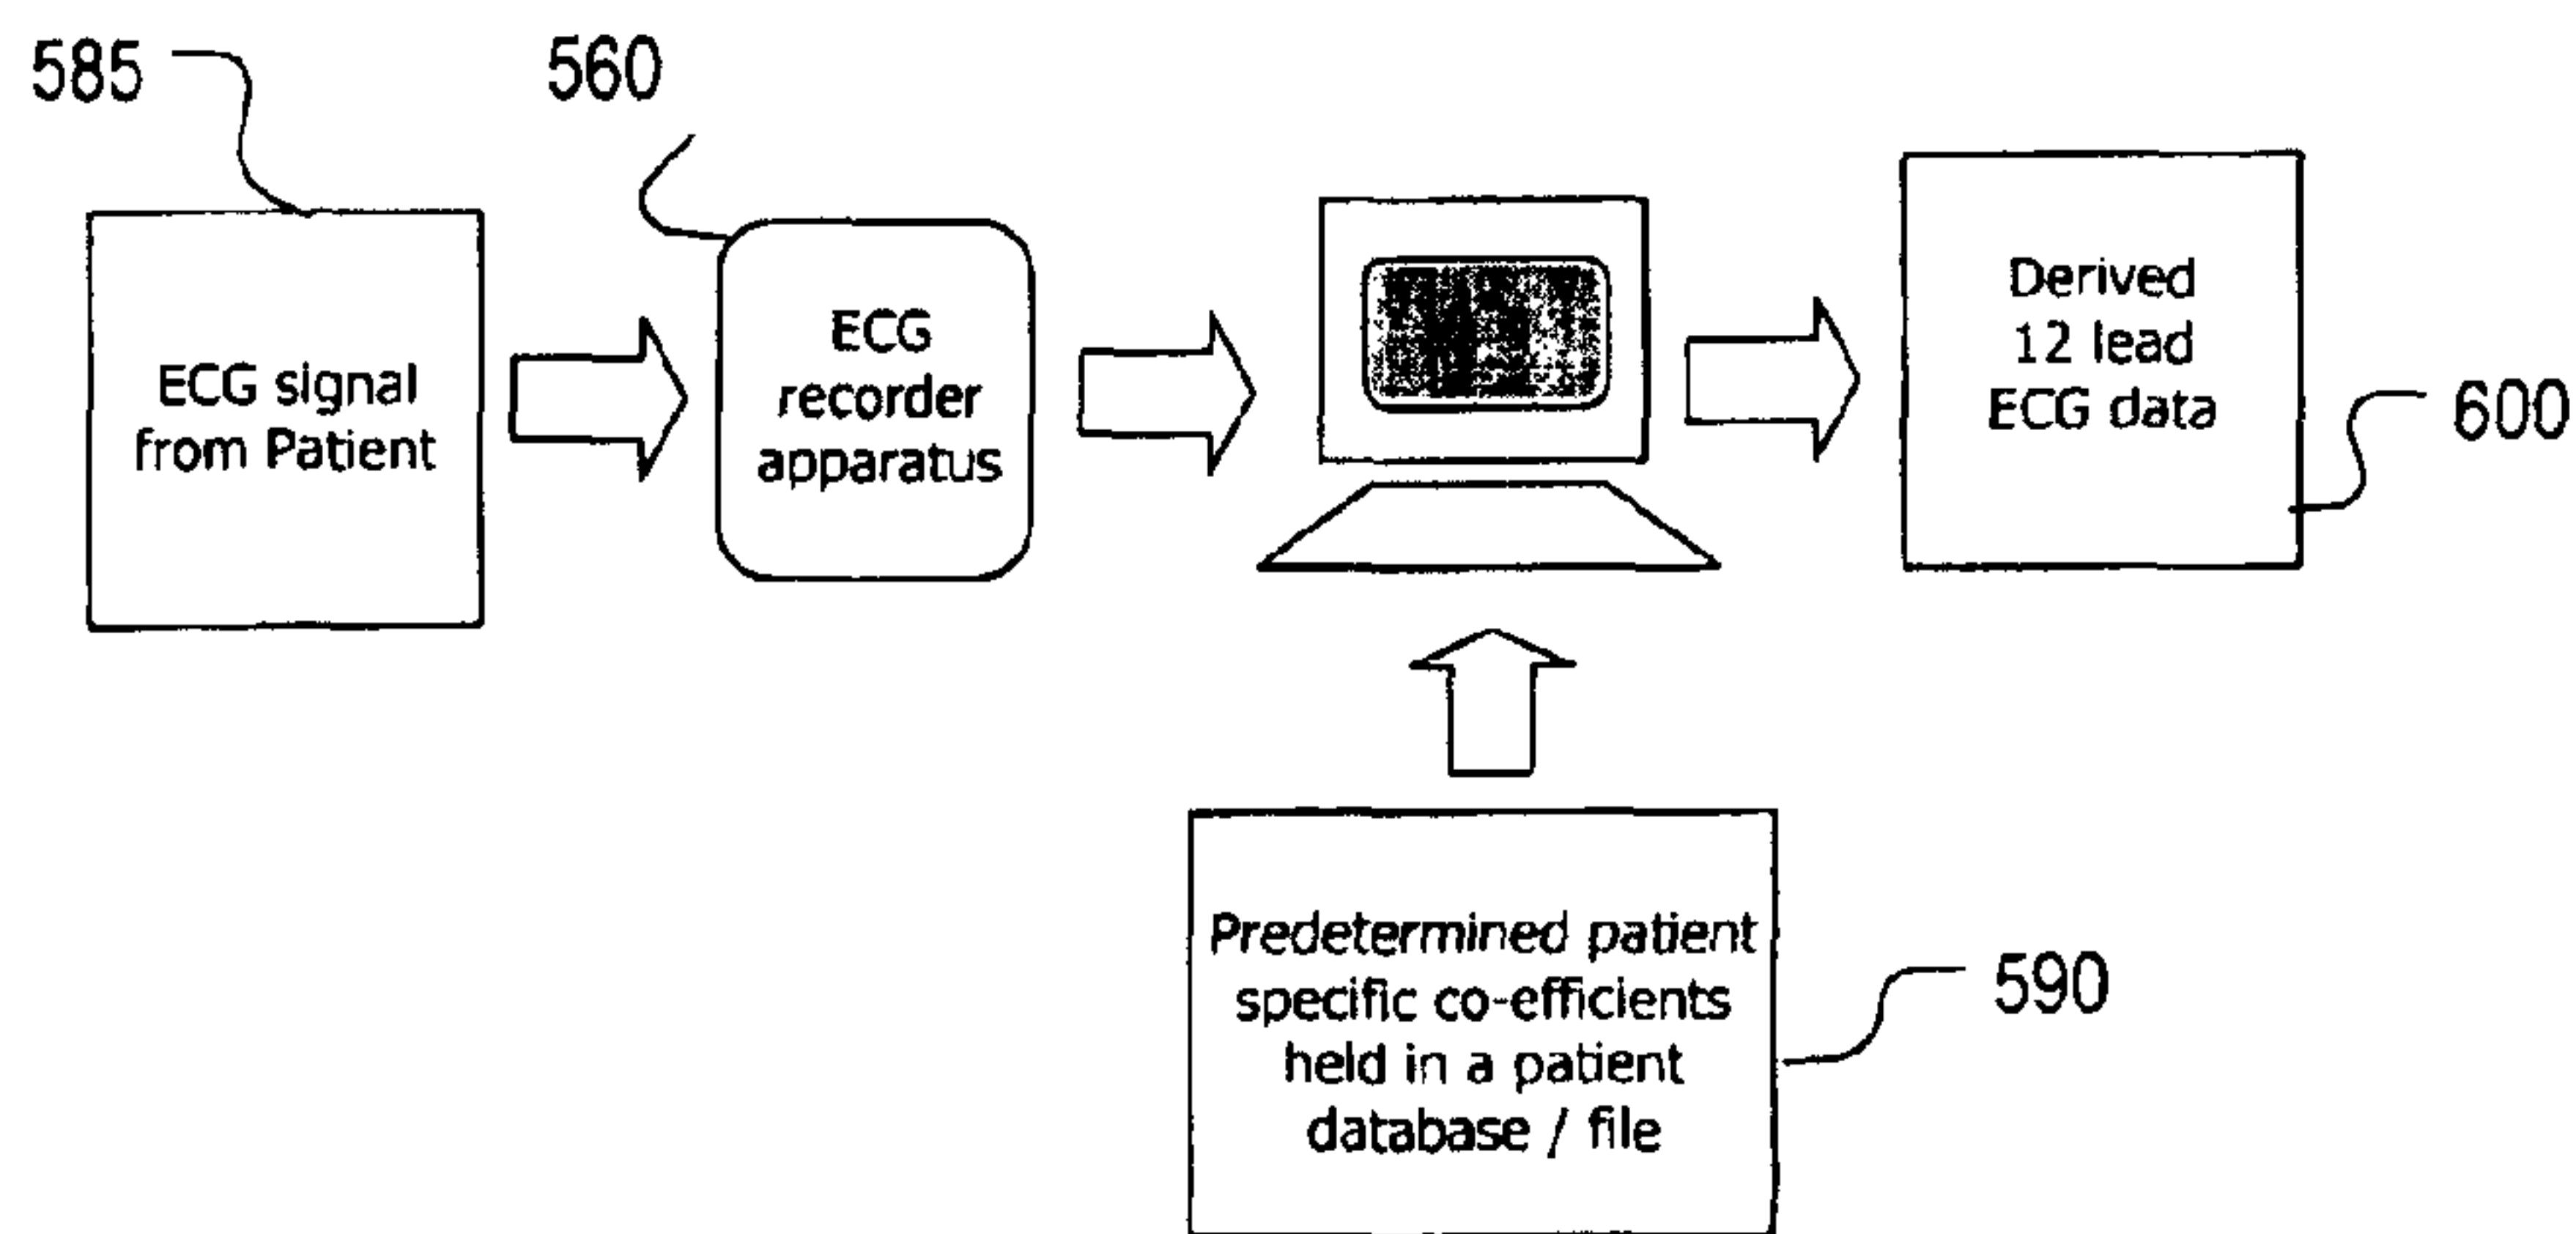 585
560
ECG signal
from Patient
ECG
recorder
apparatus
Derived
12 lead
ECG data
600
Predetermined patient
specific co-efficients
held in a patient
database / file
590